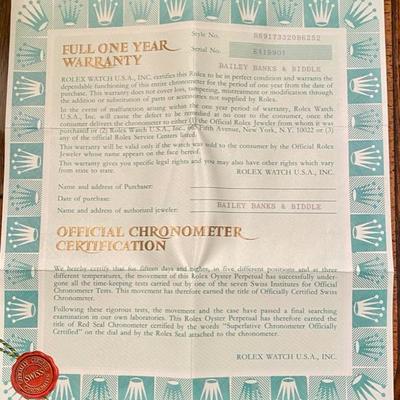 Style No. R6917332B6252
FULL ONE YEAR
WARRANTY
Serial No. E415901
BAILEY BANKS & BIDDLE
ROLEX WATCH U.S.A., INC. certifies this Rolex to be in perfect condition and warrants the
dependable functioning of this entire chronometer for the period of one year from the date of
purchase. This warranty does not cover loss, tampering, mistreatment or modification through
the addition or substitution of parts or accessories not supplied by Rolex.
In the event of malfunction arising within the one year period of warranty, Rolex Watch
U.S.A., Inc. will cause the defect to be remedied at no cost to the consumer, once the
consumer delivers the chronometer to either (1) the Official Rolex Jeweler from whom it was
purchased or (2) Rolex Watch U.S.A., Inc. 665 Fifth Avenue, New York, N.Y. 10022 or (3)
any of the official Rolex Service Centers listed.
This warranty will be valid only if the watch was sold to the consumer by the Official Rolex
Jeweler whose name appears on the face hereof.
This warranty gives you specific legal rights and you may also have other rights which vary
from state to state.
ROLEX WATCH U.S.A., INC.
Name and address of Purchaser:
Date of purchase:
Name and address of authorized jeweler: BAILEY BANKS & BIDDLE
OFFICIAL CHRONOMETER
CERTIFICATION
We hereby certify that for fifteen days and nights, in five different positions and at three
different temperatures, the movement of this Rolex Oyster Perpetual has successfully under-
gone all the time-keeping tests carried out by one of the seven Swiss Institutes for Official
Chronometer Tests. This movement has therefore earned the title of Officially Certified Swiss
Chronometer.
Following these rigorous tests, the movement and the case have passed a final searching
examination in our own laboratories. This Rolex Oyster Perpetual has therefore earned the
title of Red Seal Chronometer certified by the words "Superlative Chronometer Officially
Certified" on the dial and by the Rolex Seal attached to the chronometer.
ROLEX WATCH U.S.A., INC.
SWISS